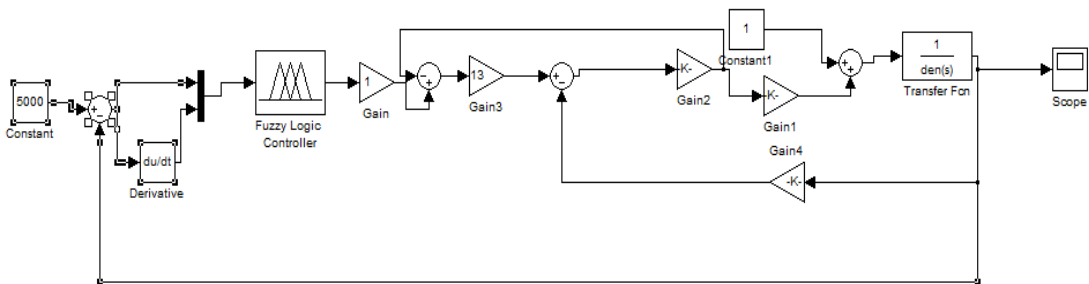 5000
Constant
+
-
du/dt
Derivative
Fuzzy Logic
Controller
1
Gain
-
+
13
Gain3
+
-
K-
Gain2
1
Constant1
K-
Gain1
+
+
1
den(s)
Transfer Fcn
Scope
Gain4
-K-